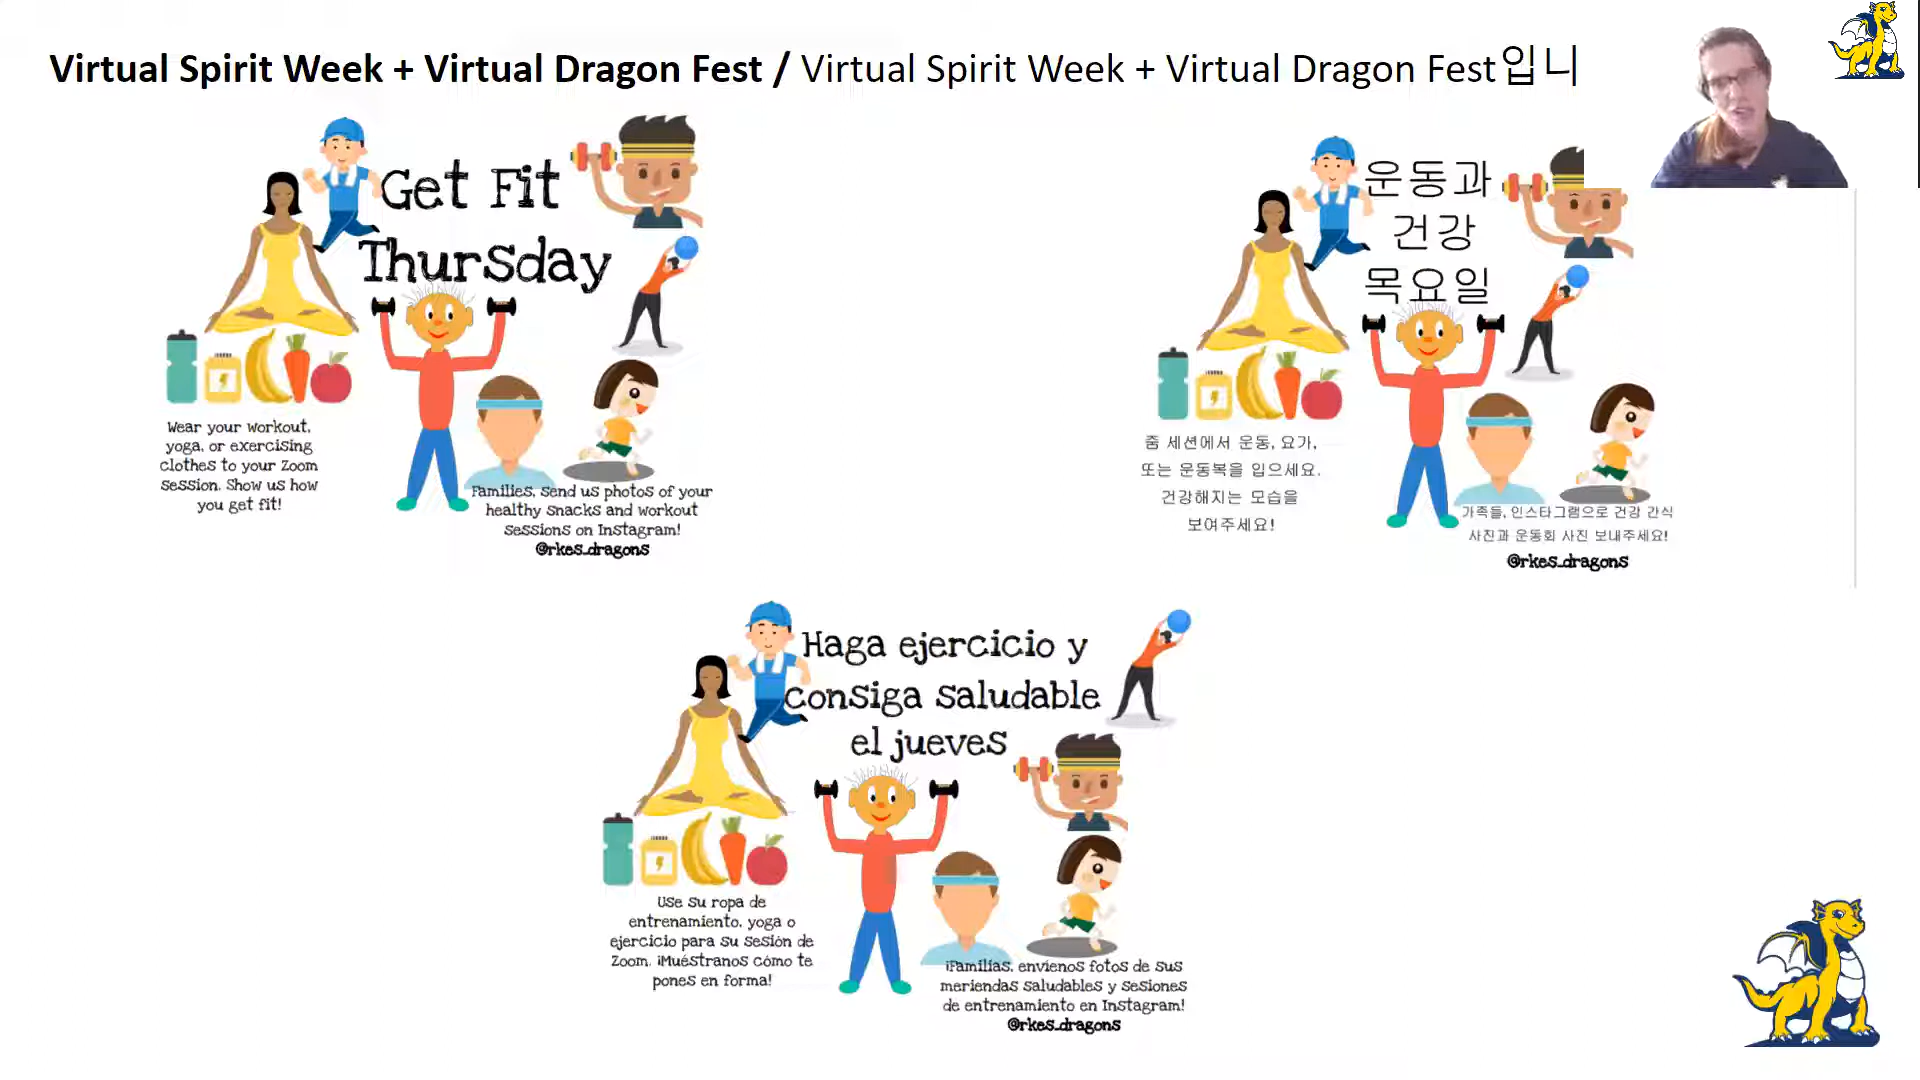 Virtual Spirit Week + Virtual Dragon Fest / Virtual Spirit Week + Virtual Dragon Fest입니
Get Fit
Thursday
Wear your workout,
yoga, or exercising
clothes to your Zoom
session. Show us how
you get fit!
Families, send us photos of your
healthy snacks and workout
sessions on Instagram!
@rkes_dragons
운동과
건강
목요일
줌 세션에서 운동, 요가,
또는 운동복을 입으세요.
건강해지는 모습을
보여주세요!
가족들, 인스타그램으로 건강 간식
사진과 운동회 사진 보내주세요!
@rkes_dragons
Haga ejercicio y
consiga saludable
el jueves
Use su ropa de
entrenamiento, yoga o
ejercicio para su sesión de
Zoom. ¡Muéstranos cómo te
pones en forma!
¡Familias, envíenos fotos de sus
meriendas saludables y sesiones
de entrenamiento en Instagram!
@rkes_dragons